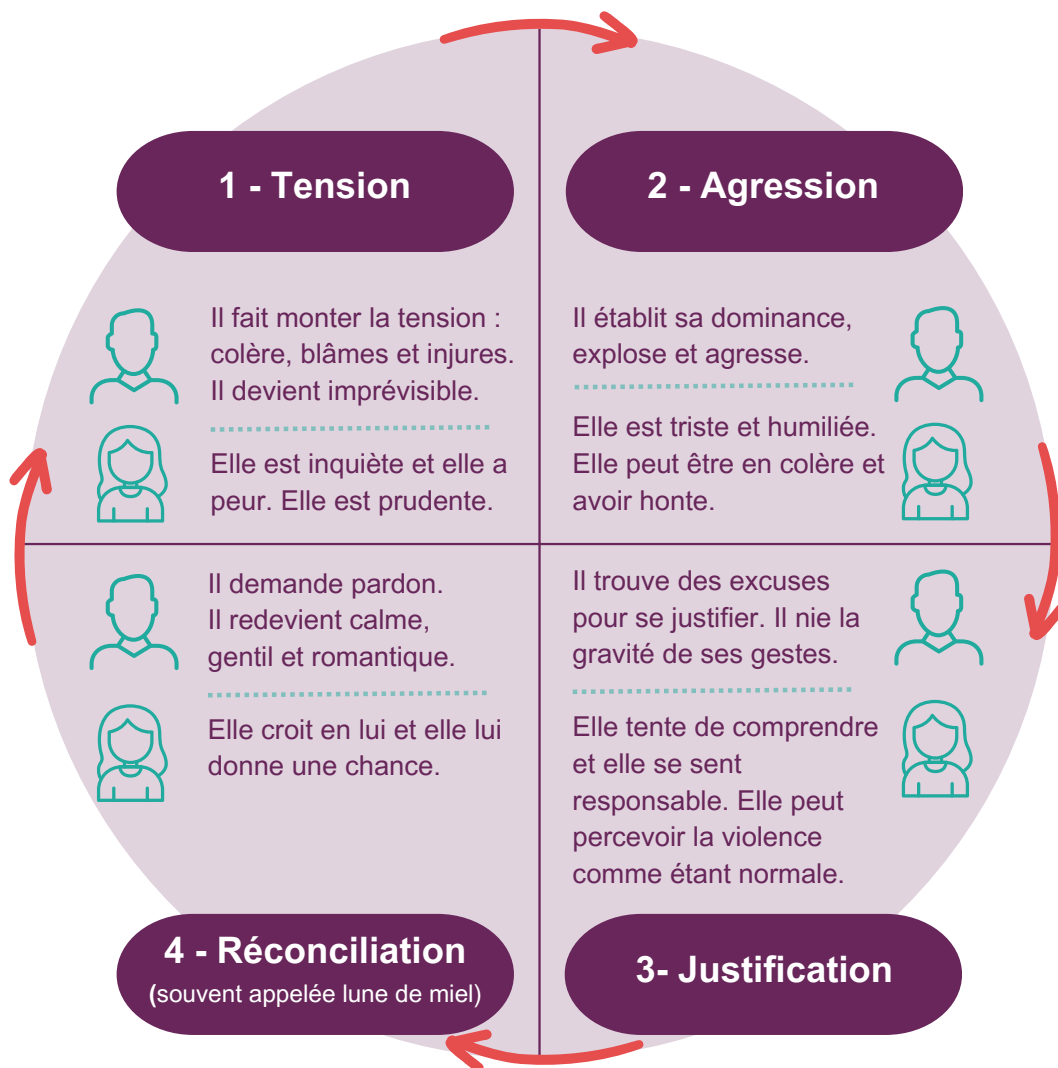 1 - Tension
Il fait monter la tension :
colère, blâmes et injures.
Il devient imprévisible.
Elle est inquiète et elle a
peur. Elle est prudente.
2 - Agression
Il établit sa dominance,
explose et agresse.
Elle est triste et humiliée.
Elle peut être en colère et
avoir honte.
Il trouve des excuses
pour se justifier. Il nie la
gravité de ses gestes.
Elle tente de comprendre
et elle se sent
responsable. Elle peut
percevoir la violence
comme étant normale.
3- Justification
Il demande pardon.
Il redevient calme,
gentil et romantique.
Elle croit en lui et elle lui
donne une chance.
4 - Réconciliation
(souvent appelée lune de miel)